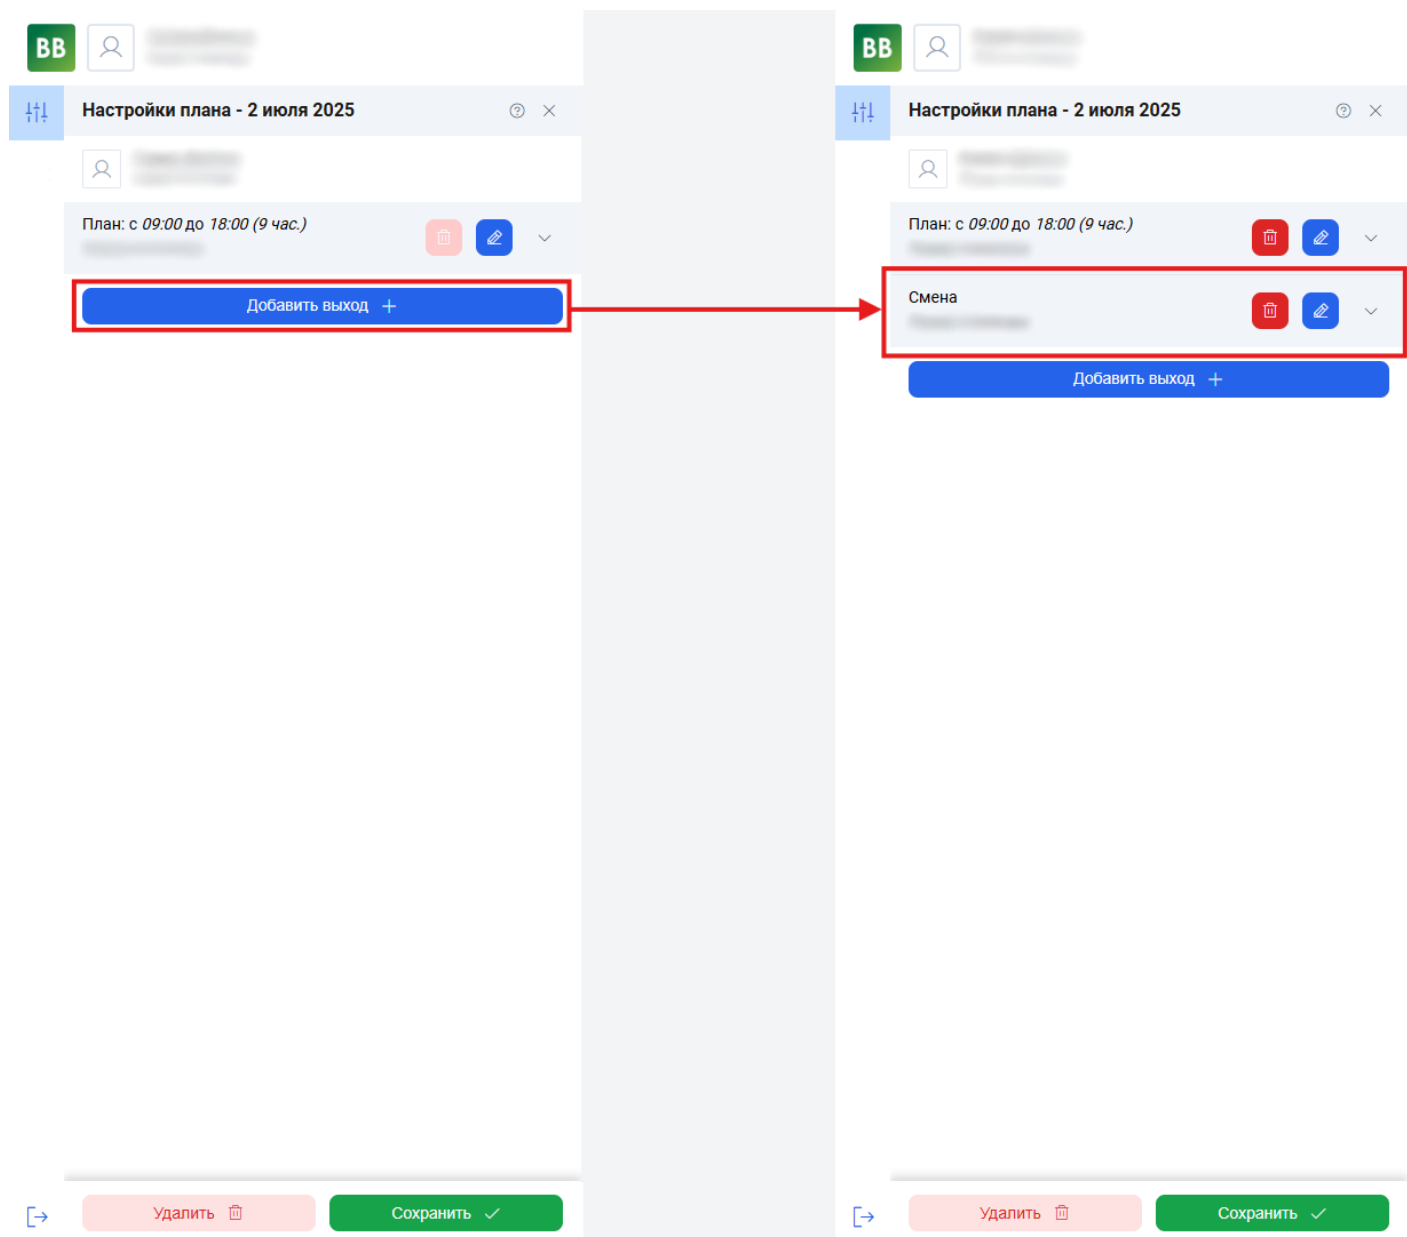 BB
Настройки плана - 2 июля 2025
План: с 09:00 до 18:00 (9 час.)
Добавить выход
Удалить
Сохранить
BB
Настройки плана - 2 июля 2025
План: с 09:00 до 18:00 (9 час.)
Смена
Добавить выход
Удалить
Сохранить